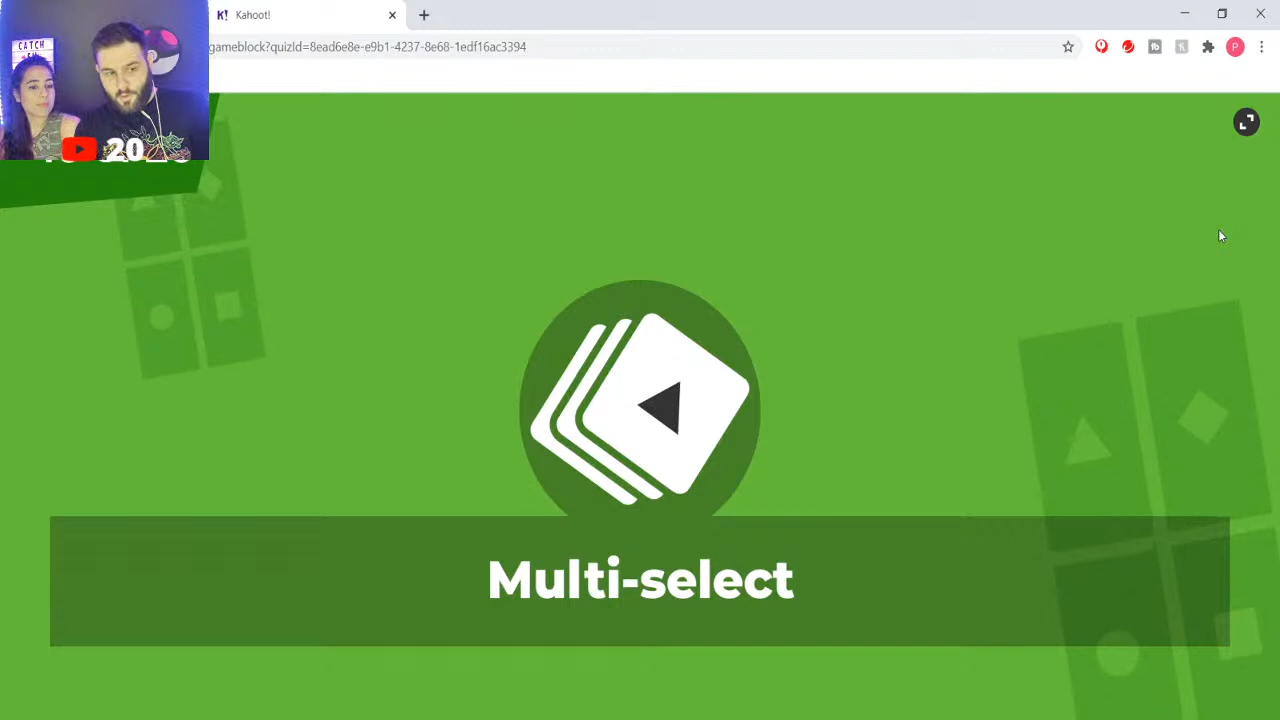 K! Kahoot!
gameblock?quizId=8ead6e8e-e9b1-4237-8e68-1edf16ac3394
P
CATCH
20
Multi-select